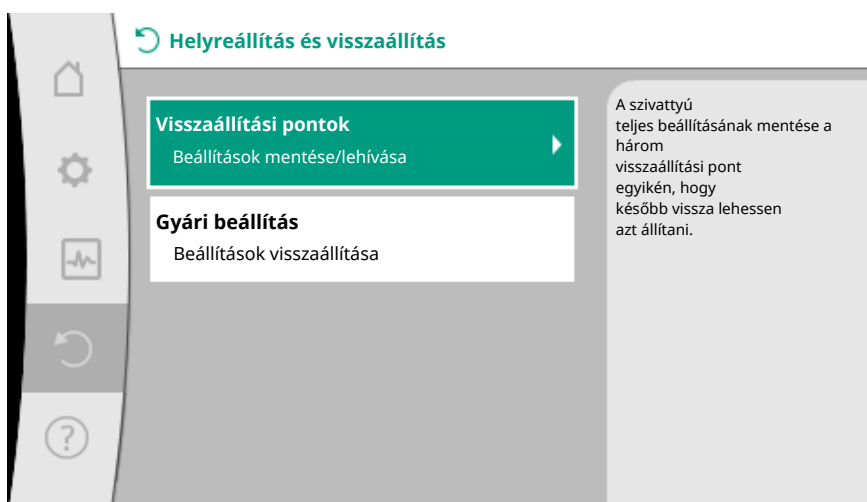 Helyreállítás és visszaállítás
Visszaállítási pontok
Beállítások mentése/lehívása
Gyári beállítás
Beállítások visszaállítása
A szivattyú
teljes beállításának mentése a
három
visszaállítási pont
egyikén, hogy
később vissza lehessen
azt állítani.
?